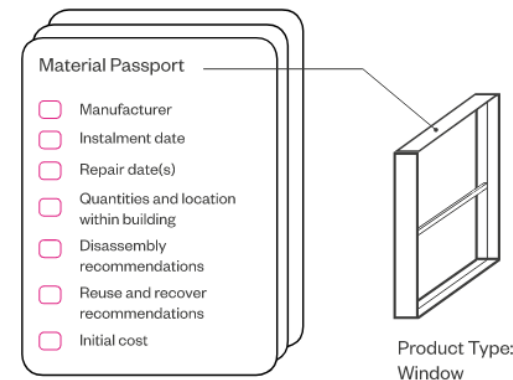 Material Passport
Manufacturer
Instalment date
Repair date(s)
Quantities and location
within building
Disassembly
recommendations
Reuse and recover
recommendations
Initial cost
Product Type:
Window